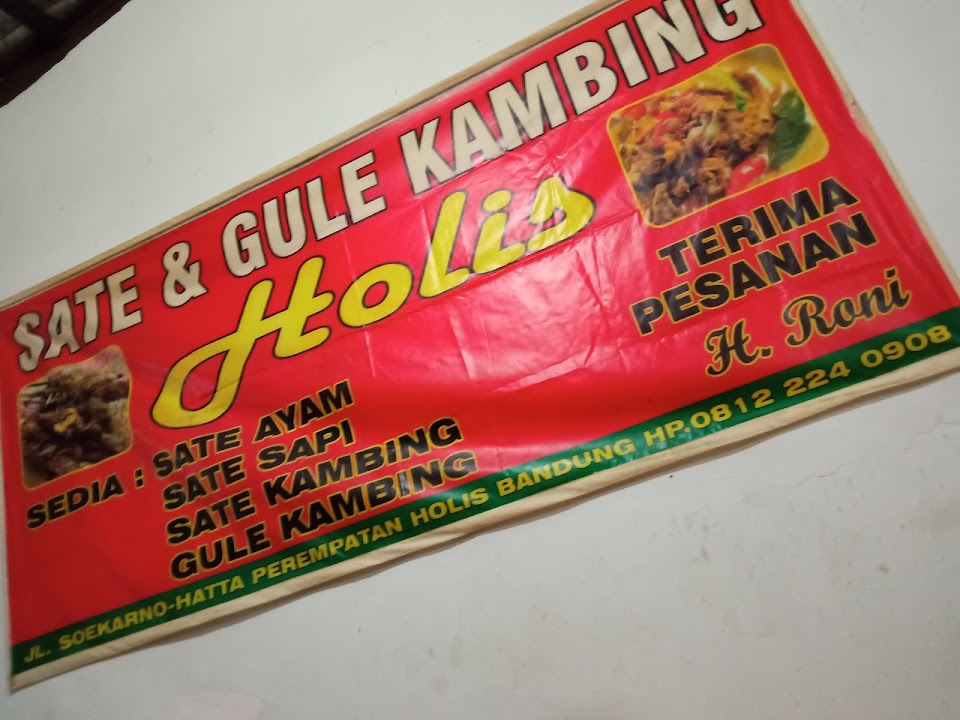 SATE & GULE KAMBING
Holis
SEDIA : SATE AYAM
SATE SAPI
SATE KAMBING
GULE KAMBING
TERIMA
PESANAN
H. Roni
JL. SOEKARNO-HATTA PEREMPATAN HOLIS BANDUNG HP.0812 224 0908